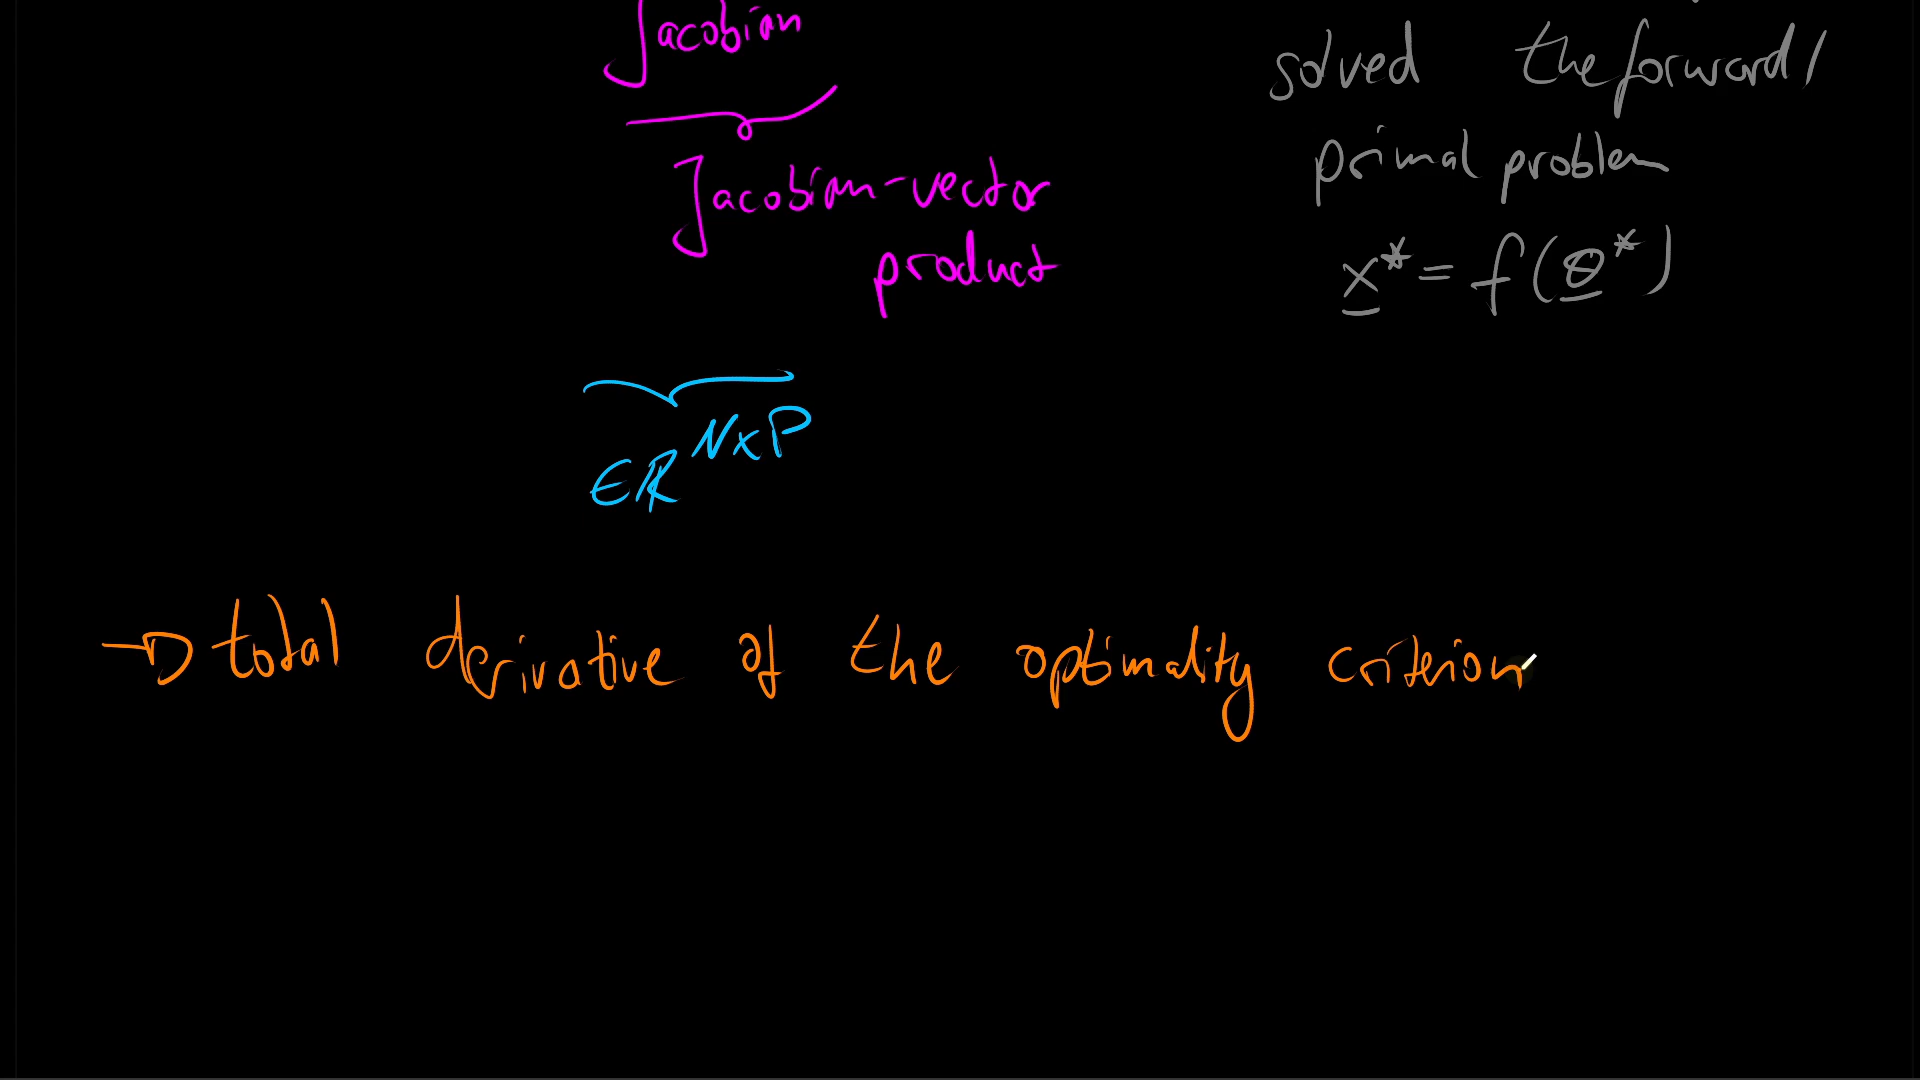 Jacobian
Jacobian-vector
product
solved the forward/
primal problem
x* = f(θ*)
∈ℝ^{N×P}
→ total derivative of the optimality criterion